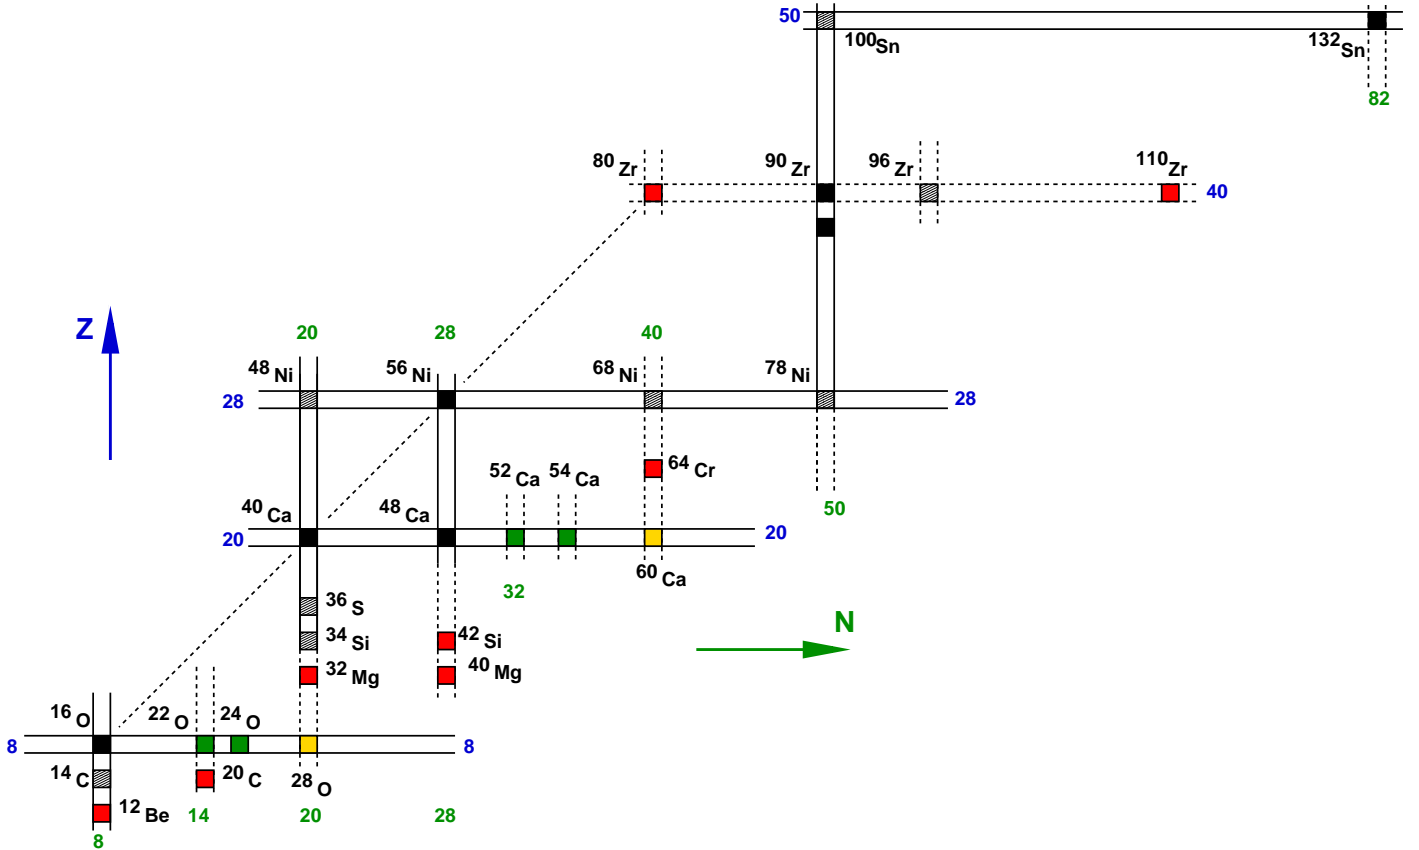 50
100Sn
132Sn
82
80Zr
90Zr
96Zr
110Zr
40
Z
20
28
40
48Ni
56Ni
68Ni
78Ni
28
28
52Ca
54Ca
64Cr
40Ca
48Ca
50
20
20
60Ca
32
36S
34Si
42Si
N
32Mg
40Mg
16O
22O
24O
8
8
14C
20C
28O
12Be
14
20
28
8